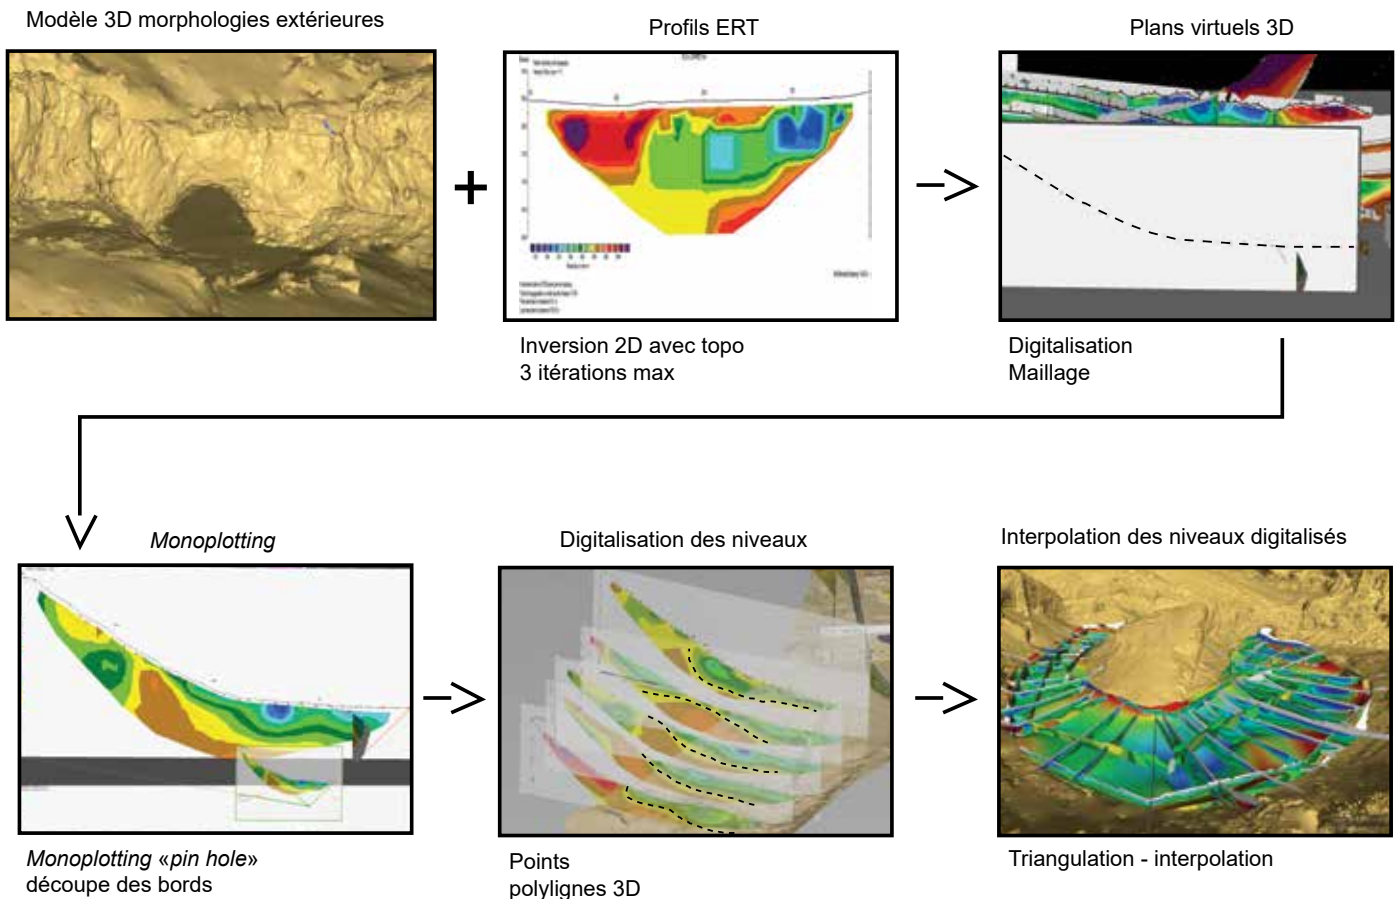 Modèle 3D morphologies extérieures
Profils ERT
Plans virtuels 3D
Inversion 2D avec topo
3 itérations max
Digitalisation
Maillage
Monoplotting
Digitalisation des niveaux
Interpolation des niveaux digitalisés
Monoplotting «pin hole»
découpe des bords
Points
polylignes 3D
Triangulation - interpolation